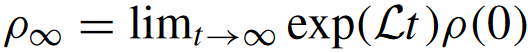 ρ∞ = lim_{t→∞} exp(ℒt)ρ(0)